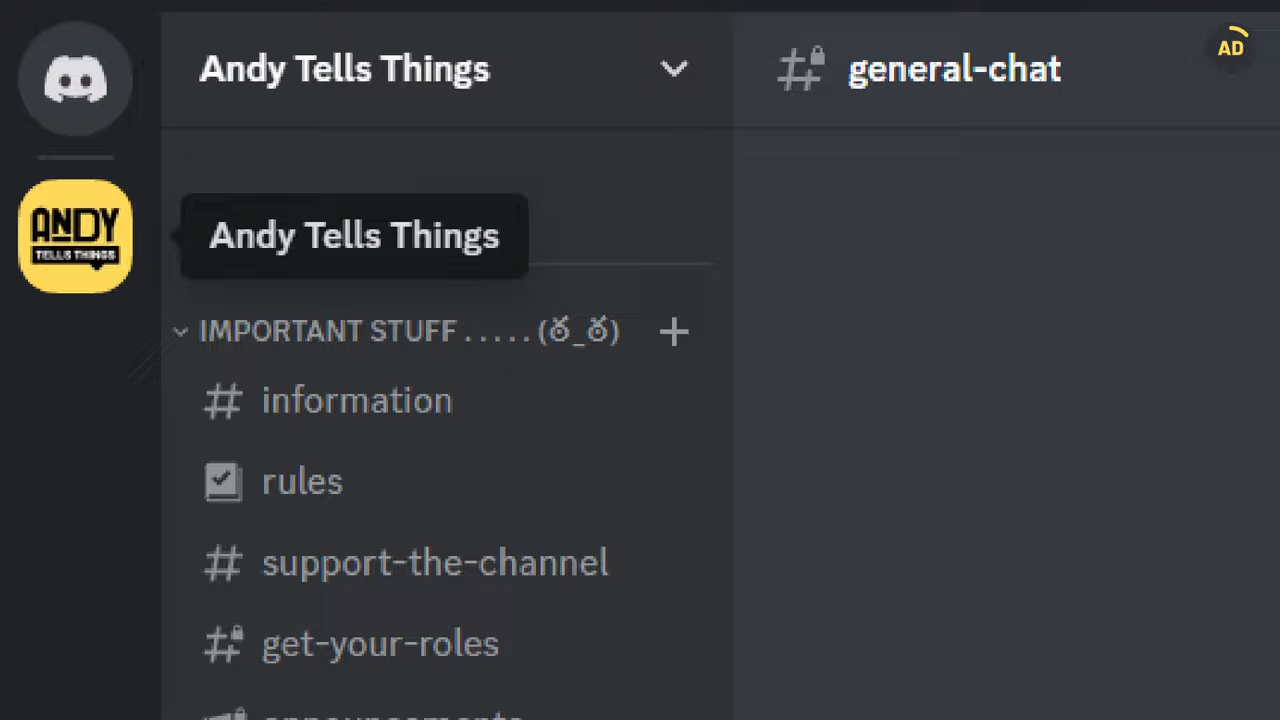 Andy Tells Things
general-chat
AD
ANDY
TELLS THINGS
Andy Tells Things
IMPORTANT STUFF . . . . . (ಠ_ಠ)
information
rules
support-the-channel
get-your-roles
announcements